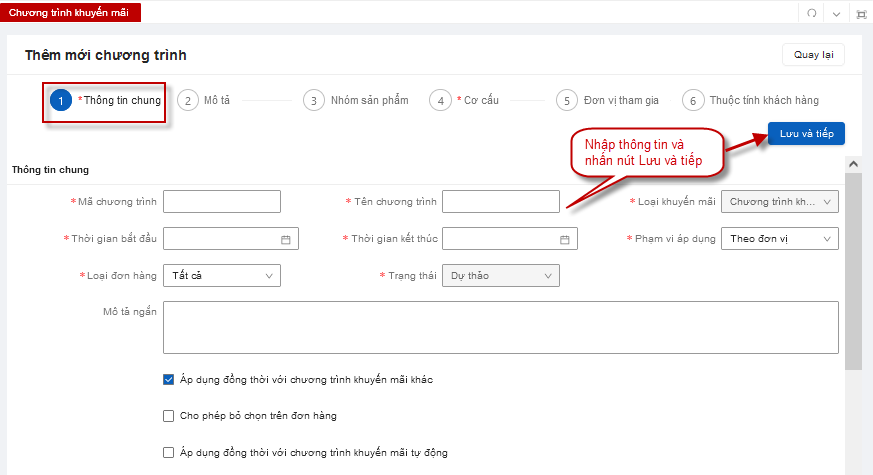 Chương trình khuyến mãi
Thêm mới chương trình
Quay lại
1 *Thông tin chung 2 Mô tả 3 Nhóm sản phẩm 4 * Cơ cấu 5 Đơn vị tham gia 6 Thuộc tính khách hàng
Lưu và tiếp
Nhập thông tin và
nhấn nút Lưu và tiếp
Thông tin chung
* Mã chương trình * Tên chương trình * Loại khuyến mãi Chương trình kh...
* Thời gian bắt đầu * Thời gian kết thúc * Phạm vi áp dụng Theo đơn vị
* Loại đơn hàng Tất cả * Trạng thái Dự thảo
Mô tả ngắn
Áp dụng đồng thời với chương trình khuyến mãi khác
Cho phép bỏ chọn trên đơn hàng
Áp dụng đồng thời với chương trình khuyến mãi tự động